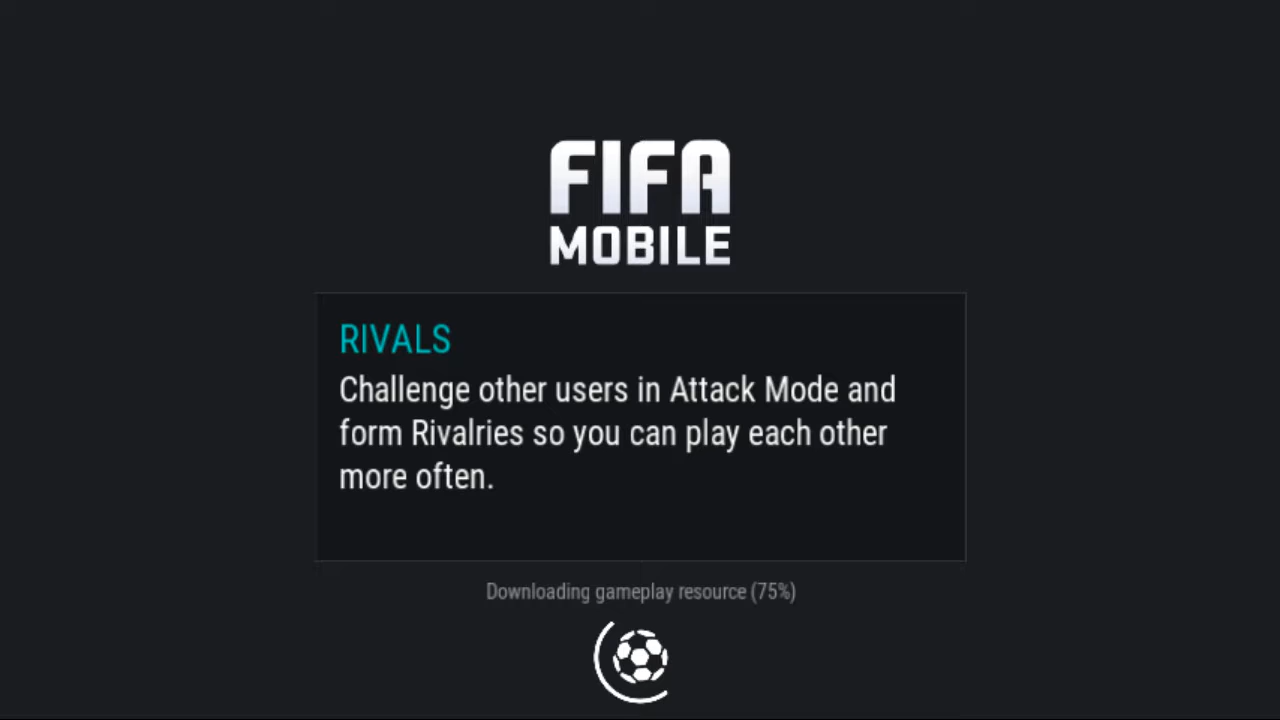 FIFA
MOBILE
RIVALS
Challenge other users in Attack Mode and
form Rivalries so you can play each other
more often.
Downloading gameplay resource (75%)